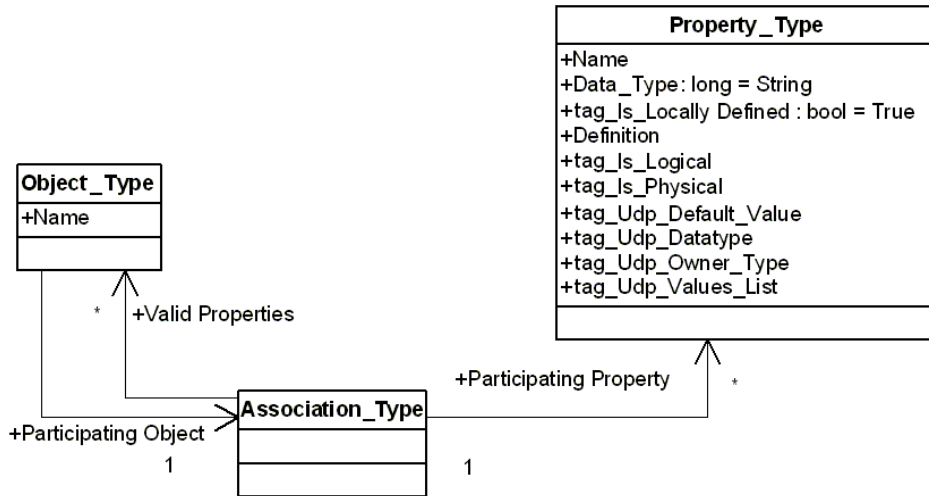 Property_Type
+Name
+Data_Type: long = String
+tag_Is_Locally Defined : bool = True
+Definition
+tag_Is_Logical
+tag_Is_Physical
+tag_Udp_Default_Value
+tag_Udp_Datatype
+tag_Udp_Owner_Type
+tag_Udp_Values_List
Object_Type
+Name
*
+Valid Properties
+Participating Property
*
Association_Type
+Participating Object
1
1